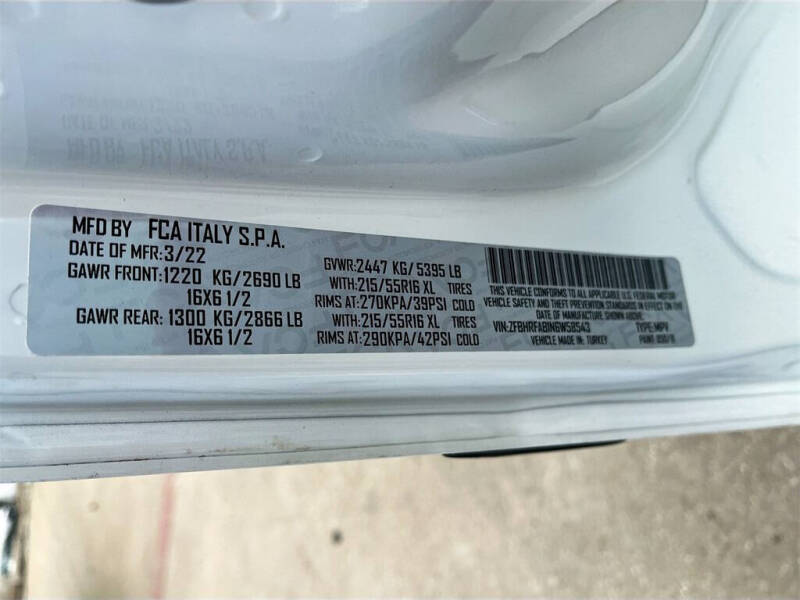 MFD BY FCA ITALY S.P.A.
DATE OF MFR:3/22
GAWR FRONT:1220 KG/2690 LB
16X6 1/2
GAWR REAR: 1300 KG/2866 LB
16X6 1/2
GVWR:2447 KG/5395 LB
WITH:215/55R16 XL TIRES
RIMS AT:270KPA/39PSI COLD
WITH:215/55R16 XL TIRES
RIMS AT:290KPA/42PSI COLD
THIS VEHICLE CONFORMS TO ALL APPLICABLE U.S. FEDERAL MOTOR
VEHICLE SAFETY AND THEFT PREVENTION STANDARDS IN EFFECT ON THE
DATE OF MANUFACTURE SHOWN ABOVE.
VIN:ZFBHRFAB1N6W58543 TYPE:MPV
MADE IN: TURKEY PAINT: